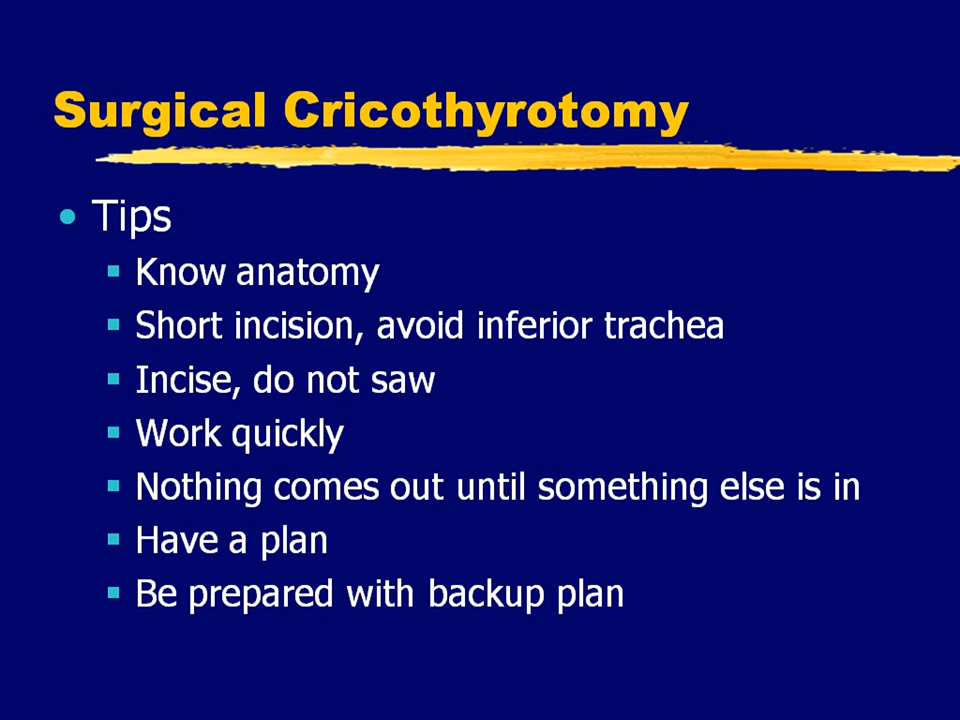 Surgical Cricothyrotomy
• Tips
▪ Know anatomy
▪ Short incision, avoid inferior trachea
▪ Incise, do not saw
▪ Work quickly
▪ Nothing comes out until something else is in
▪ Have a plan
▪ Be prepared with backup plan